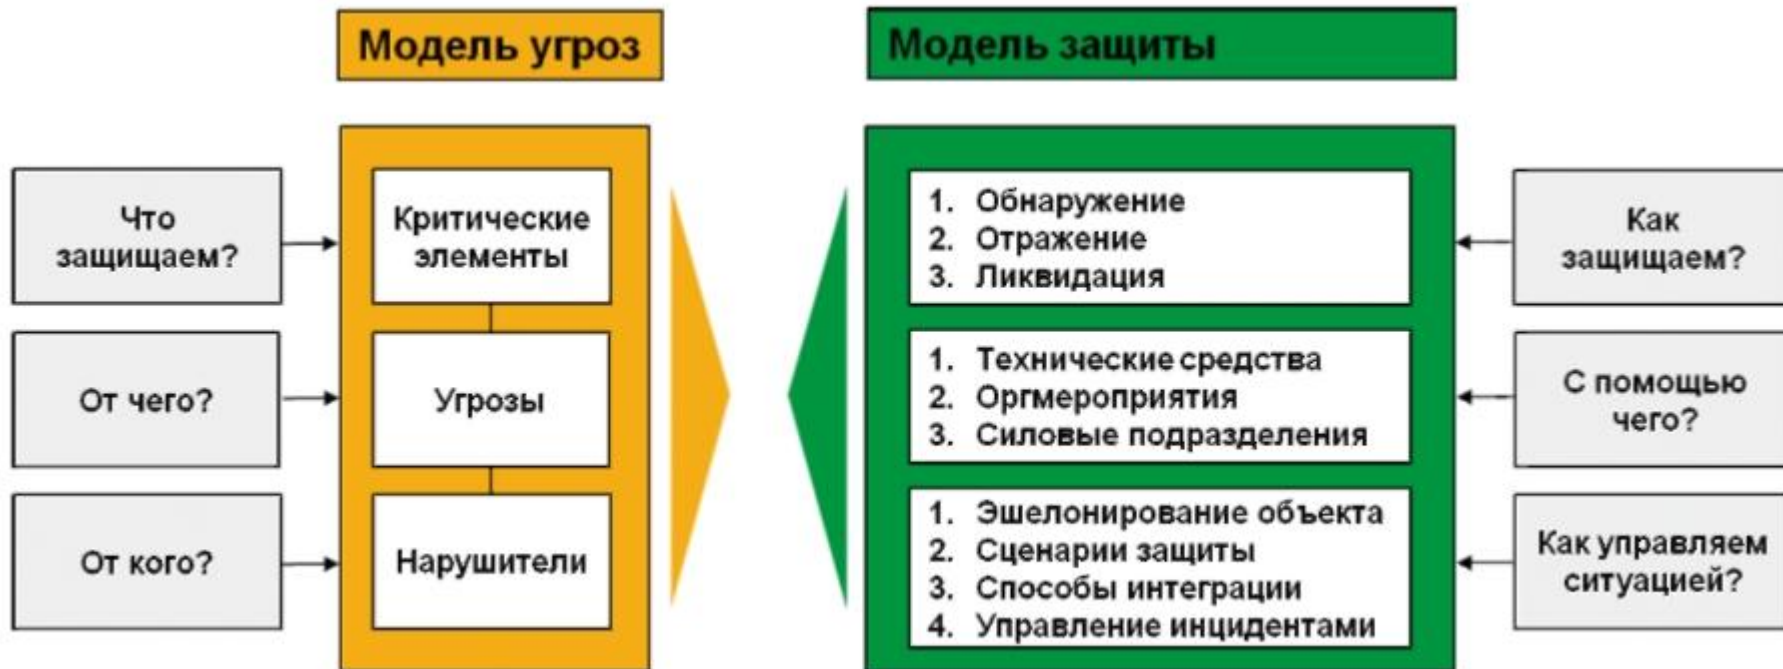 Модель угроз
Модель защиты
Что
защищаем?
От чего?
От кого?
Критические
элементы
Угрозы
Нарушители
1. Обнаружение
2. Отражение
3. Ликвидация
1. Технические средства
2. Оргмероприятия
3. Силовые подразделения
1. Эшелонирование объекта
2. Сценарии защиты
3. Способы интеграции
4. Управление инцидентами
Как
защищаем?
С помощью
чего?
Как управляем
ситуацией?